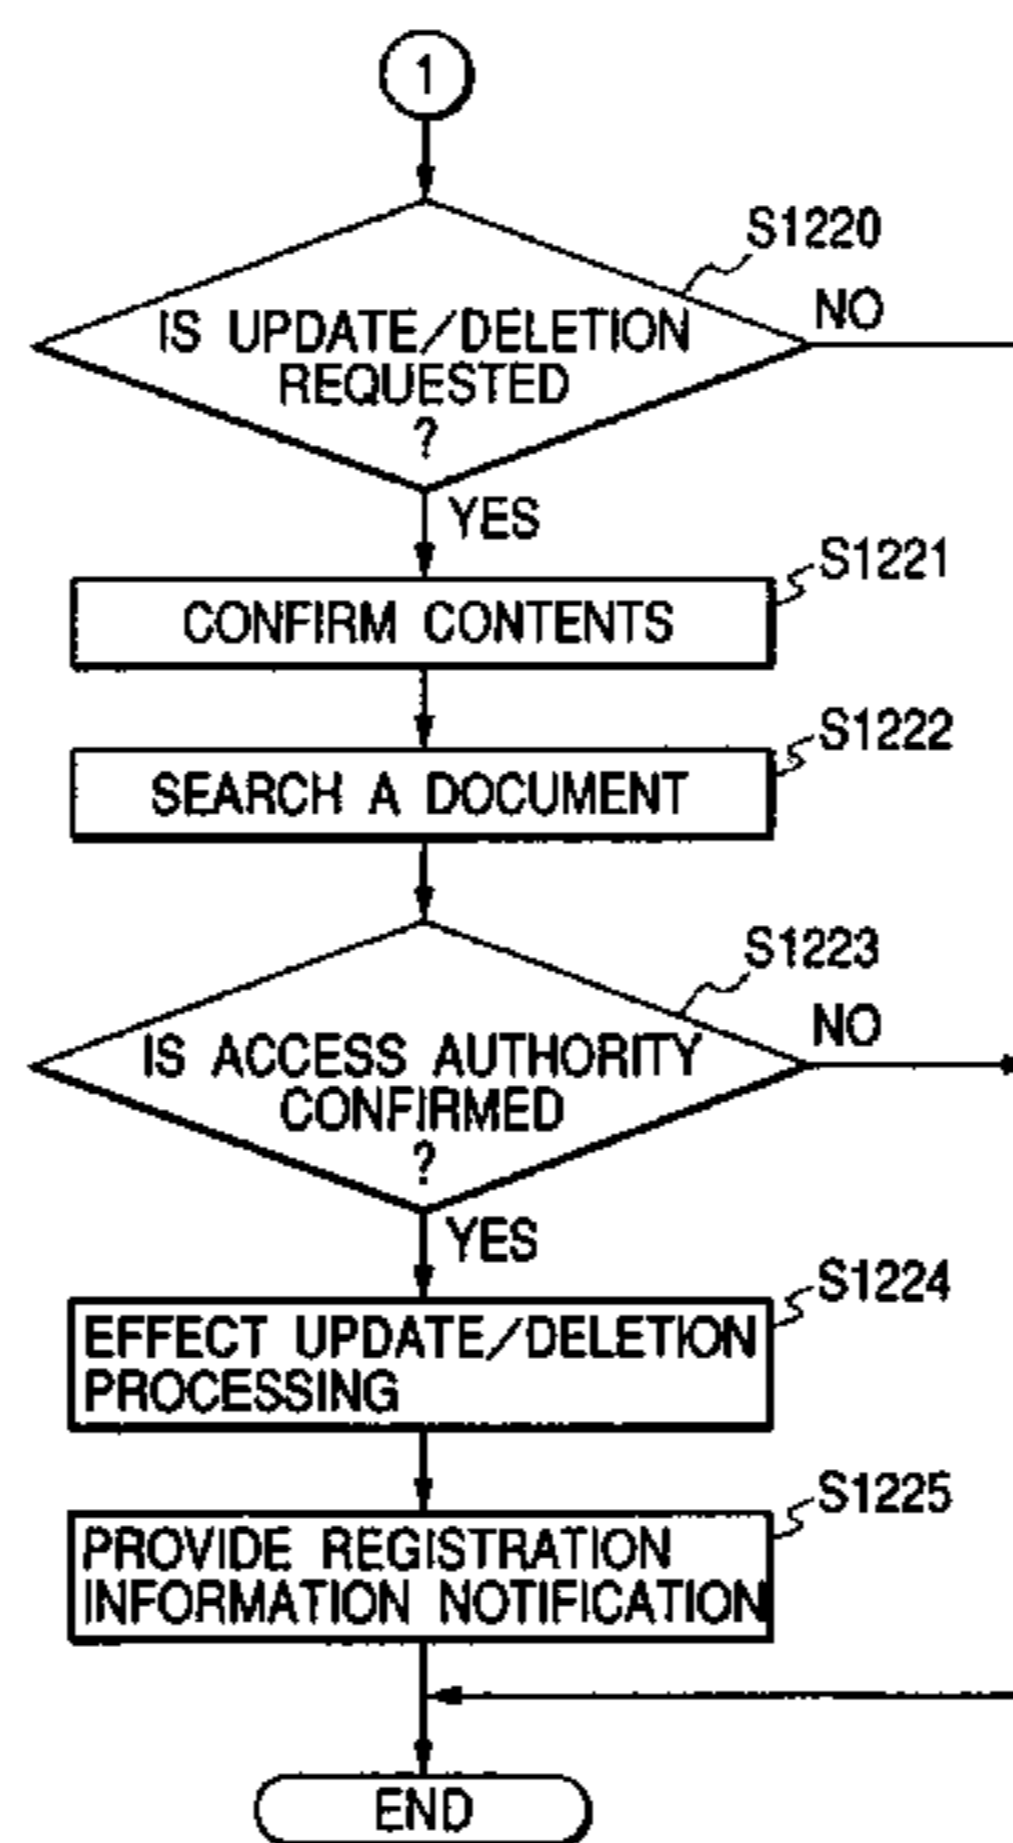 1
S1220
NO
IS UPDATE/DELETION
REQUESTED
?
YES
S1221
CONFIRM CONTENTS
S1222
SEARCH A DOCUMENT
S1223
NO
IS ACCESS AUTHORITY
CONFIRMED
?
YES
S1224
EFFECT UPDATE/DELETION
PROCESSING
S1225
PROVIDE REGISTRATION
INFORMATION NOTIFICATION
END